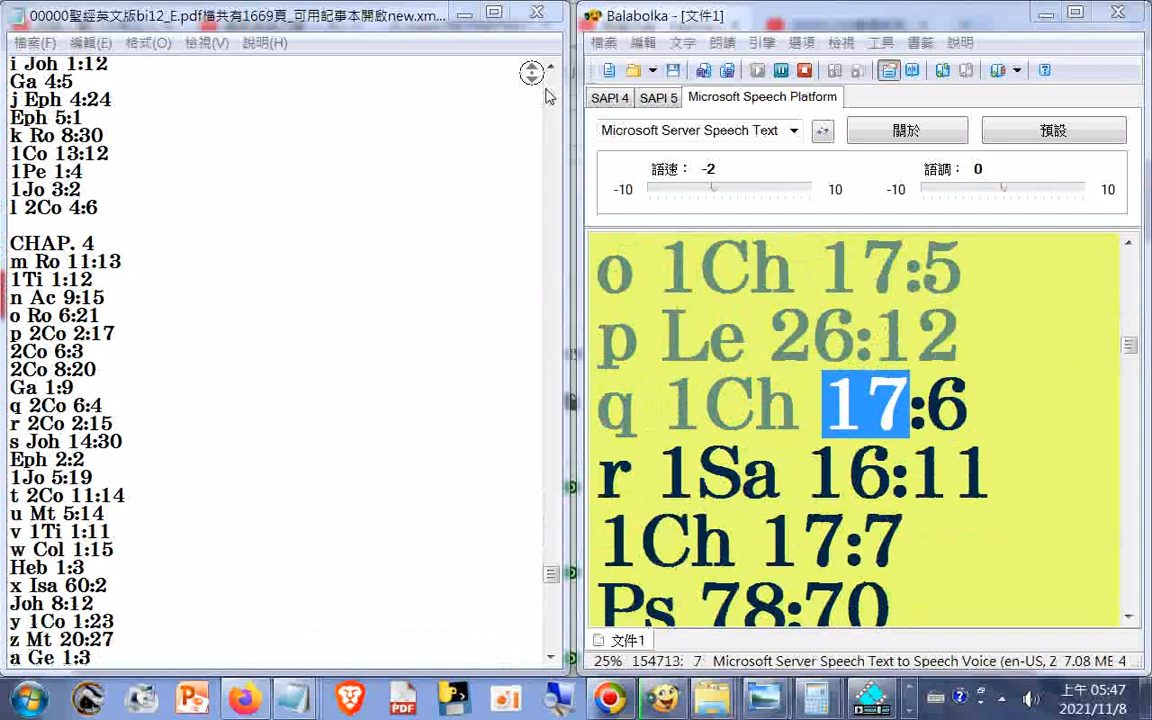 00000聖經英文版bi12_E.pdf檔共有1669頁_可用記事本開啟new.xm...
檔案(F) 編輯(E) 格式(O) 檢視(V) 說明(H)
i Joh 1:12
Ga 4:5
j Eph 4:24
Eph 5:1
k Ro 8:30
1Co 13:12
1Pe 1:4
1Jo 3:2
l 2Co 4:6
CHAP. 4
m Ro 11:13
1Ti 1:12
n Ac 9:15
o Ro 6:21
p 2Co 2:17
2Co 6:3
2Co 8:20
Ga 1:9
q 2Co 6:4
r 2Co 2:15
s Joh 14:30
Eph 2:2
1Jo 5:19
t 2Co 11:14
u Mt 5:14
v 1Ti 1:11
w Col 1:15
Heb 1:3
x Isa 60:2
Joh 8:12
y 1Co 1:23
z Mt 20:27
a Ge 1:3
Balabolka - [文件1]
檔案 編輯 文字 朗讀 引擎 選項 檢視 工具 書籤 說明
SAPI 4 SAPI 5 Microsoft Speech Platform
Microsoft Server Speech Text 關於 預設
語速： -2 語調： 0
-10 10 -10 10
o 1Ch 17:5
p Le 26:12
q 1Ch 17:6
r 1Sa 16:11
1Ch 17:7
Ps 78:70
文件1
25% 154713: 7 Microsoft Server Speech Text to Speech Voice (en-US, Z 7.08 ME 4
上午 05:47
2021/11/8